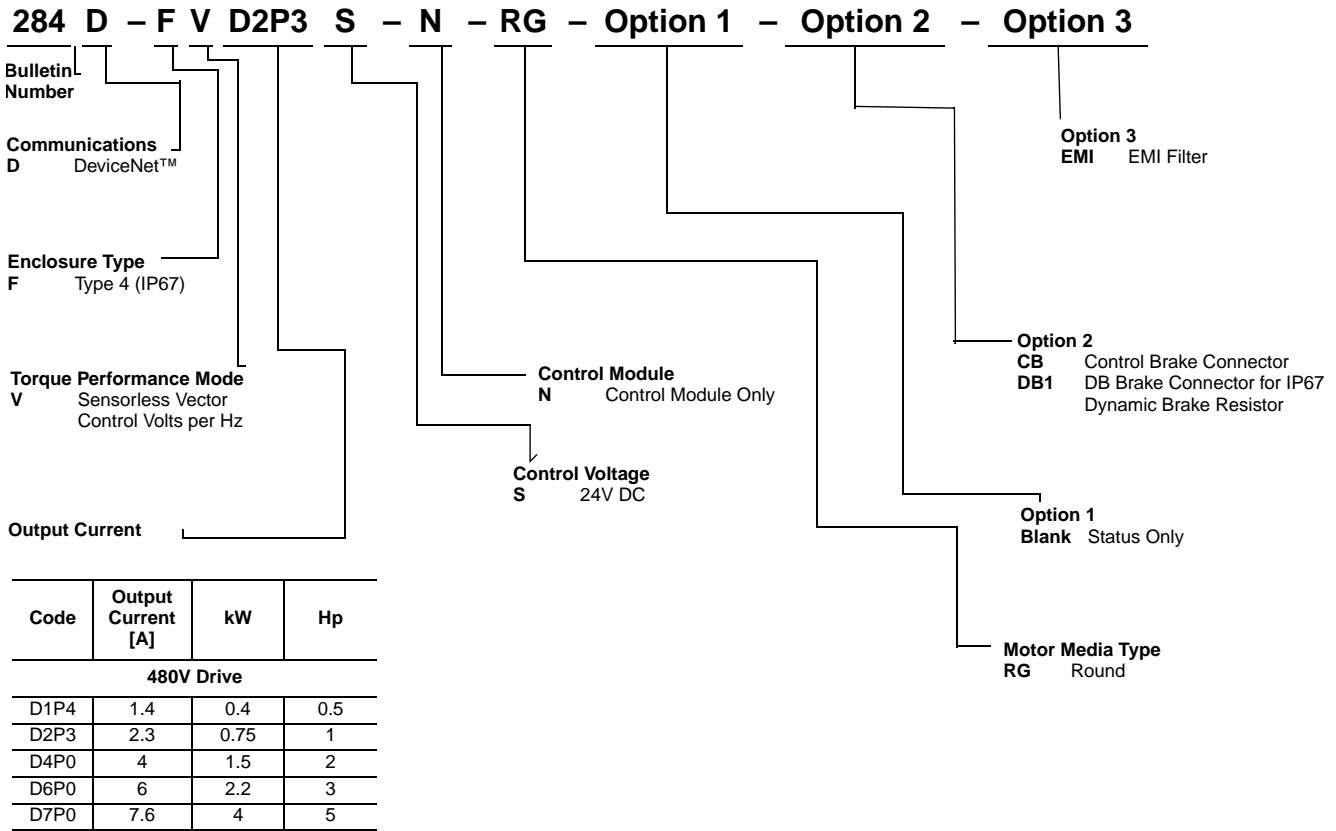 284 D – F V D2P3 S – N – RG – Option 1 – Option 2 – Option 3
Bulletin
Number
Communications
D DeviceNet™
Enclosure Type
F Type 4 (IP67)
Torque Performance Mode
V Sensorless Vector
Control Volts per Hz
Output Current
Code Output Current [A] kW Hp
480V Drive
D1P4 1.4 0.4 0.5
D2P3 2.3 0.75 1
D4P0 4 1.5 2
D6P0 6 2.2 3
D7P0 7.6 4 5
Control Module
N Control Module Only
Control Voltage
S 24V DC
Option 3
EMI EMI Filter
Option 2
CB Control Brake Connector
DB1 DB Brake Connector for IP67
Dynamic Brake Resistor
Option 1
Blank Status Only
Motor Media Type
RG Round